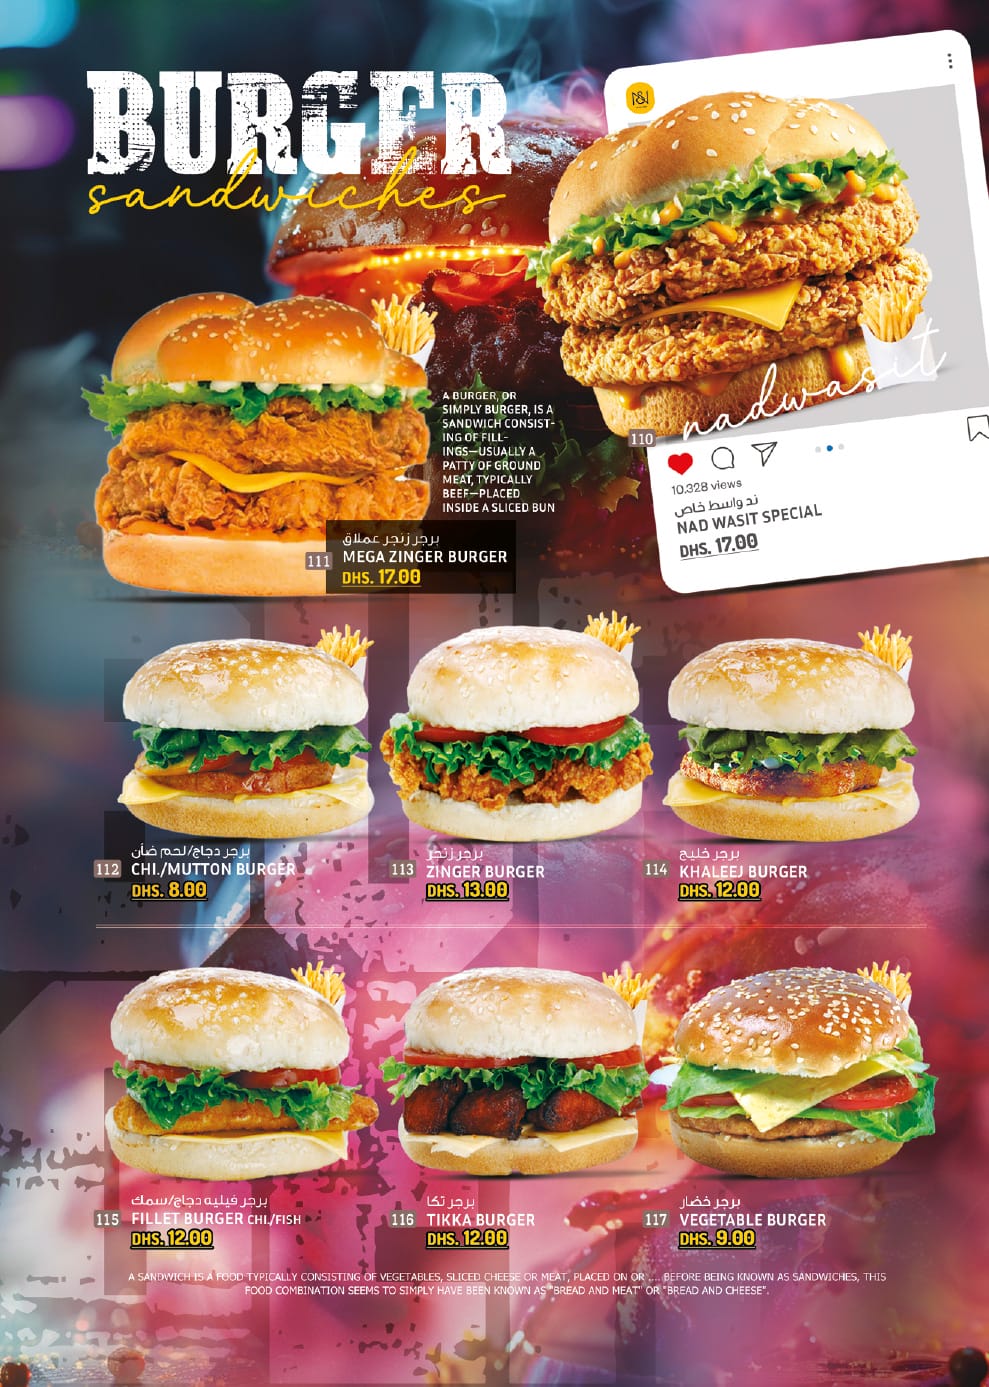 BURGER
sandwiches
A BURGER, OR
SIMPLY BURGER, IS A
SANDWICH CONSIST-
ING OF FILL-
INGS—USUALLY A
PATTY OF GROUND
MEAT, TYPICALLY
BEEF—PLACED
INSIDE A SLICED BUN
nadwasit
110
10,328 views
ند واسط خاص
NAD WASIT SPECIAL
DHS. 17.00
برجر زنجر عملاق
111 MEGA ZINGER BURGER
DHS. 17.00
برجر دجاج/لحم ضأن
112 CHI./MUTTON BURGER
DHS. 8.00
برجر زنجر
113 ZINGER BURGER
DHS. 13.00
برجر خليج
114 KHALEEJ BURGER
DHS. 12.00
برجر فيليه دجاج/سمك
115 FILLET BURGER CHI./FISH
DHS. 12.00
برجر تكا
116 TIKKA BURGER
DHS. 12.00
برجر خضار
117 VEGETABLE BURGER
DHS. 9.00
A SANDWICH IS A FOOD TYPICALLY CONSISTING OF VEGETABLES, SLICED CHEESE OR MEAT, PLACED ON OR .... BEFORE BEING KNOWN AS SANDWICHES, THIS
FOOD COMBINATION SEEMS TO SIMPLY HAVE BEEN KNOWN AS "BREAD AND MEAT" OR "BREAD AND CHEESE".